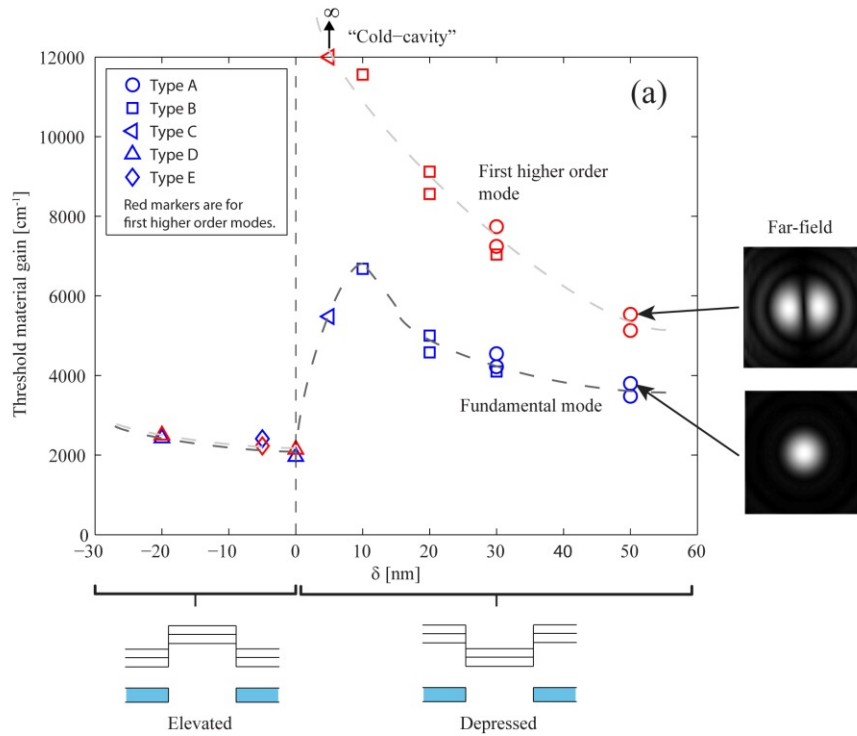 ∞
“Cold−cavity”
12000
10000
8000
6000
4000
2000
0
Threshold material gain [cm⁻¹]
Type A
Type B
Type C
Type D
Type E
Red markers are for
first higher order modes.
(a)
First higher order
mode
Fundamental mode
Far-field
−30 −20 −10 0 10 20 30 40 50 60
δ [nm]
Elevated
Depressed